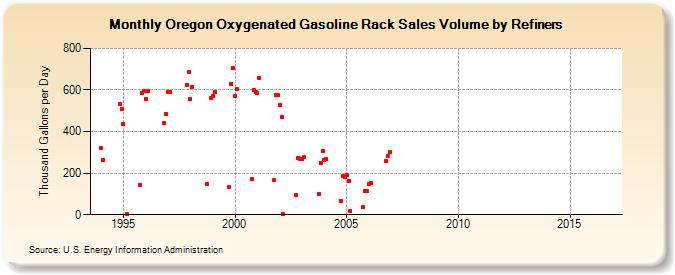 Monthly Oregon Oxygenated Gasoline Rack Sales Volume by Refiners
Thousand Gallons per Day
800
600
400
200
0
1995 2000 2005 2010 2015
Source: U.S. Energy Information Administration